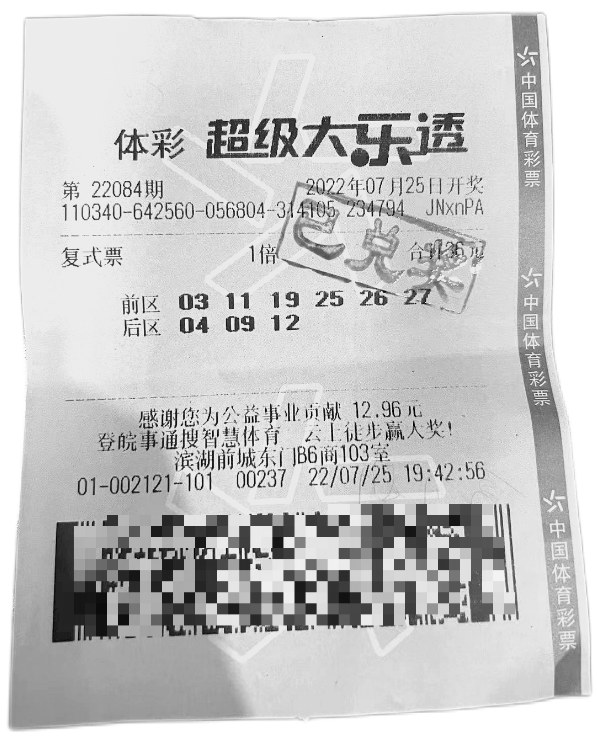 体彩 超级大乐透
第 22084期 2022年07月25日开奖
110340-642560-056804-314105 234794 JNxnPA
已兑奖
复式票 1倍 合计36元
前区 03 11 19 25 26 27
后区 04 09 12
感谢您为公益事业贡献 12.96元
登皖事通搜智慧体育 云上徒步赢大奖!
滨湖前城东门B6商103室
01-002121-101 00237 22/07/25 19:42:56
中国体育彩票
中国体育彩票
中国体育彩票